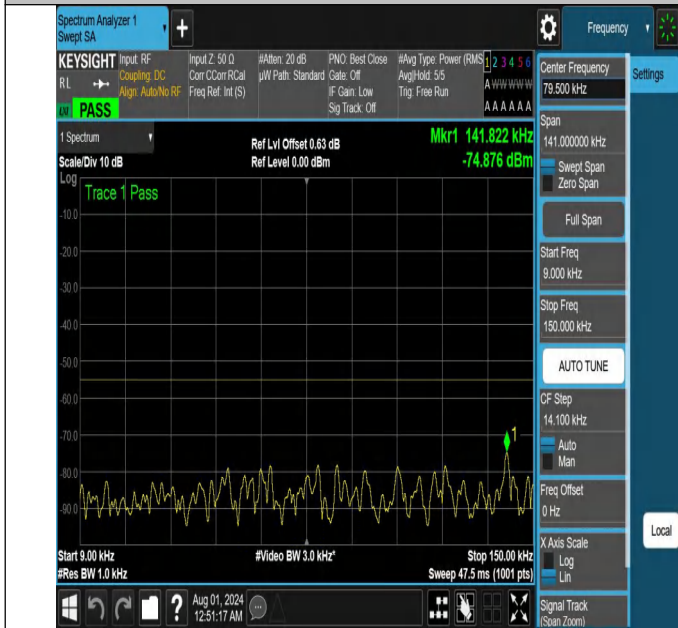 Spectrum Analyzer 1
Swept SA
+
Frequency
KEYSIGHT
RL
LXI
PASS
Input: RF
Coupling: DC
Align: Auto/No RF
Input Z: 50 Ω
Corr CCorr RCal
Freq Ref: Int (S)
#Atten: 20 dB
µW Path: Standard
PNO: Best Close
Gate: Off
IF Gain: Low
Sig Track: Off
#Avg Type: Power (RMS
Avg|Hold: 5/5
Trig: Free Run
1 2 3 4 5 6
A W W W W W
A A A A A A
Center Frequency
79.500 kHz
Settings
Span
141.000000 kHz
Swept Span
Zero Span
Full Span
Start Freq
9.000 kHz
Stop Freq
150.000 kHz
AUTO TUNE
CF Step
14.100 kHz
Auto
Man
Freq Offset
0 Hz
X Axis Scale
Log
Lin
Signal Track
(Span Zoom)
Local
1 Spectrum
Scale/Div 10 dB
Ref Lvl Offset 0.63 dB
Ref Level 0.00 dBm
Mkr1 141.822 kHz
-74.876 dBm
Log
Trace 1 Pass
-10.0
-20.0
-30.0
-40.0
-50.0
-60.0
-70.0
-80.0
-90.0
1
Start 9.00 kHz
#Res BW 1.0 kHz
#Video BW 3.0 kHz*
Stop 150.00 kHz
Sweep 47.5 ms (1001 pts)
?
Aug 01, 2024
12:51:17 AM